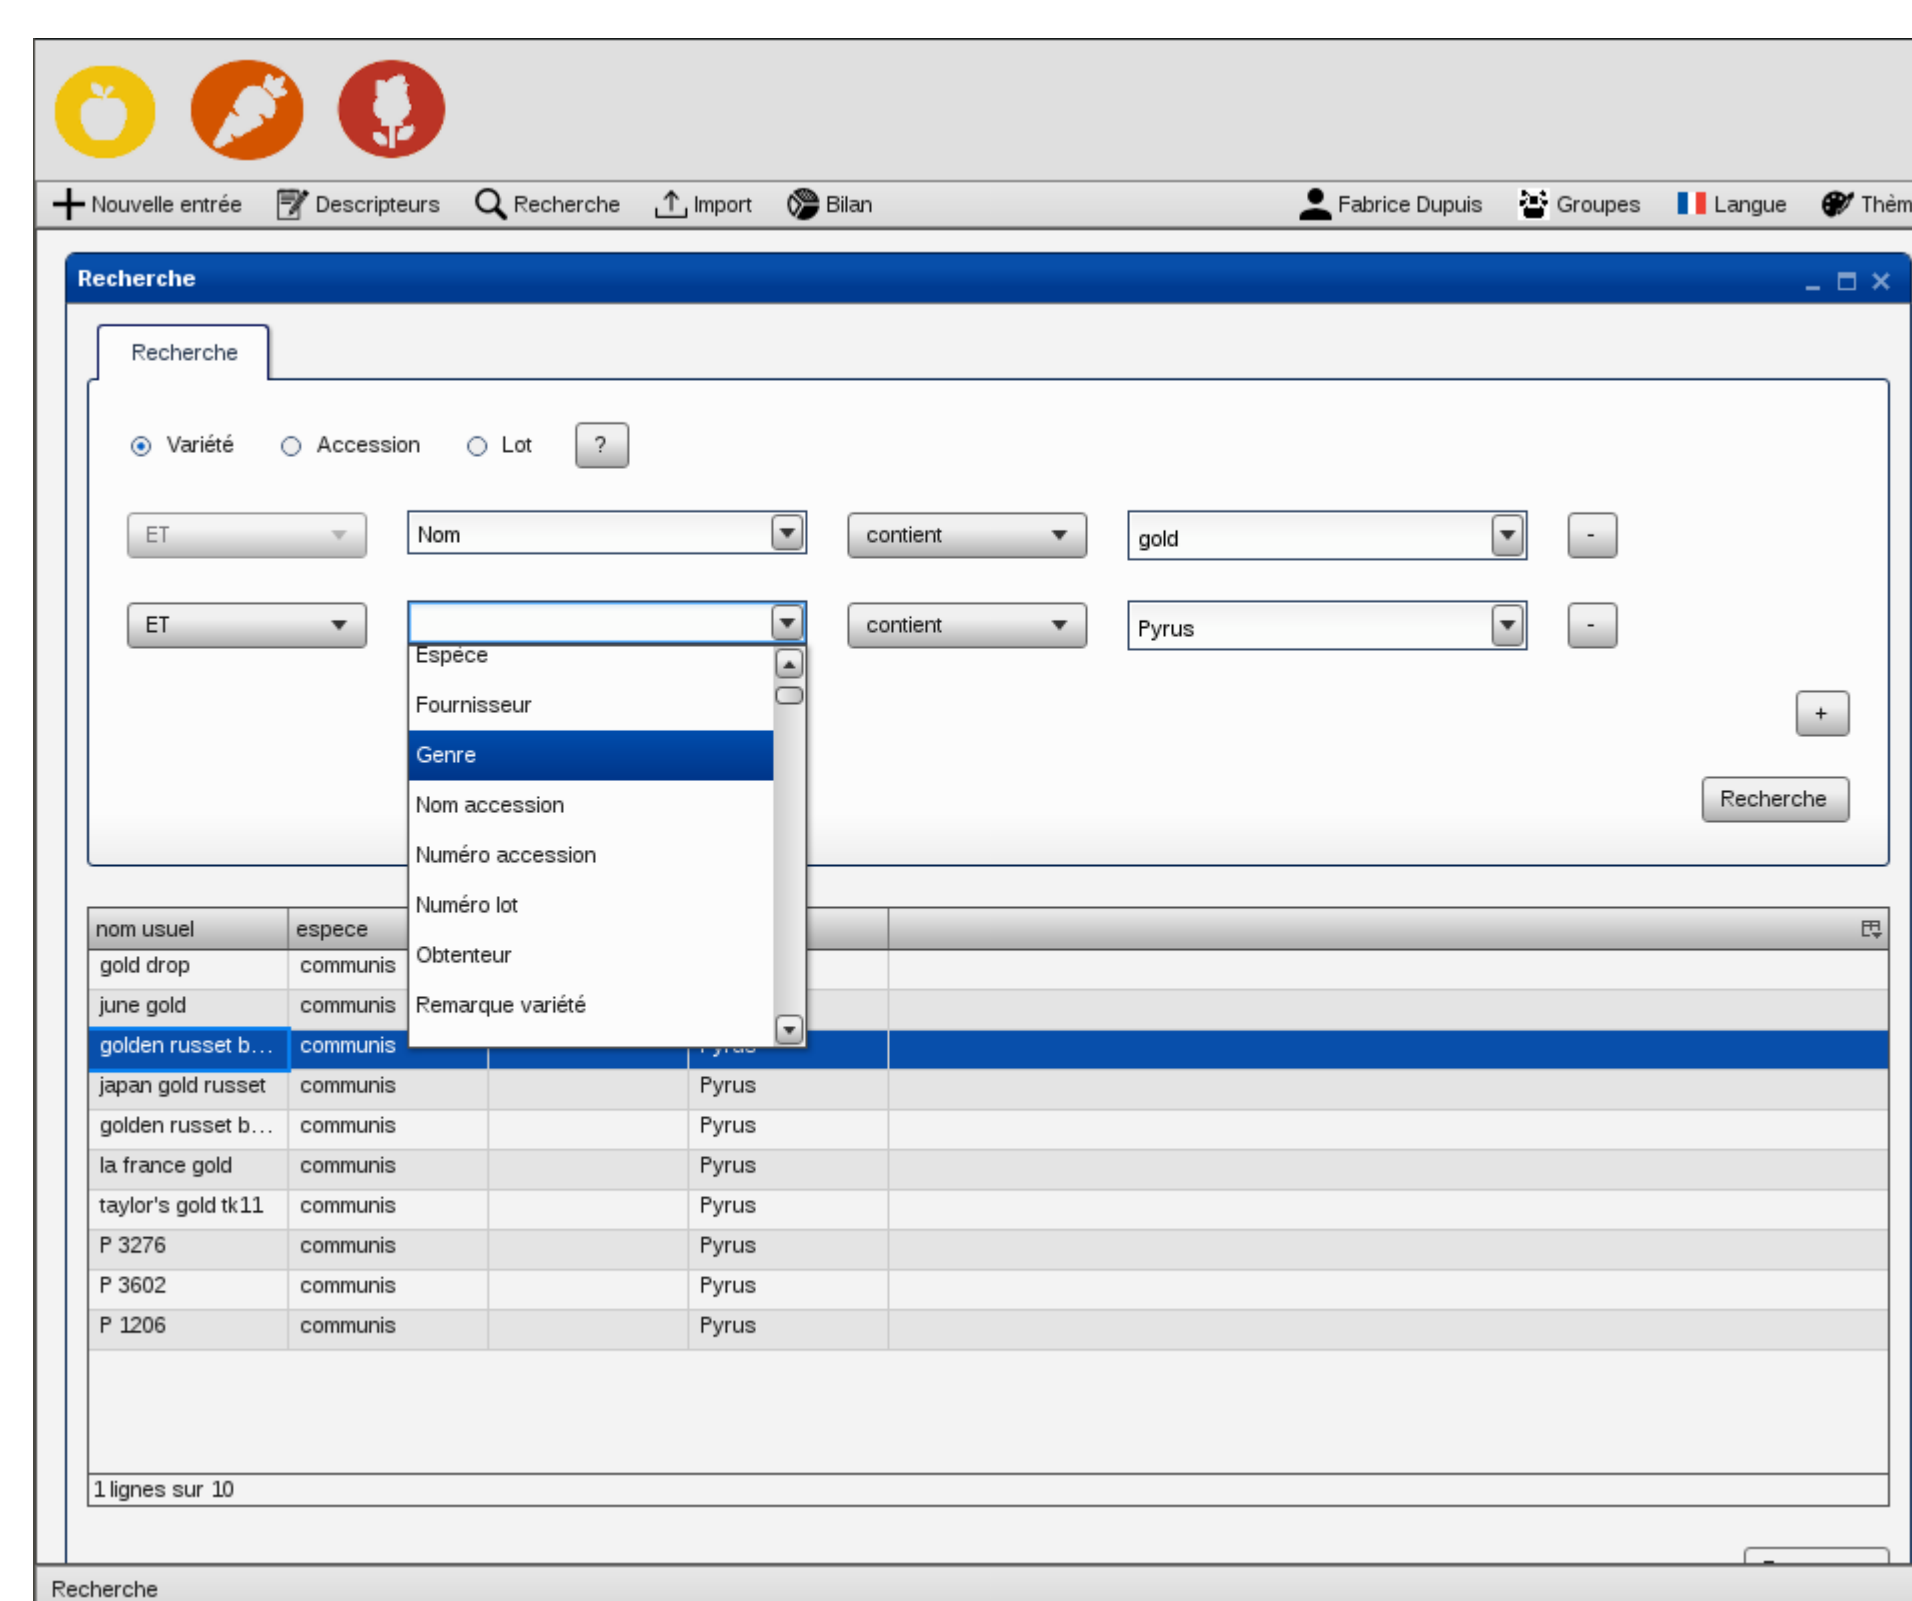 Nouvelle entrée Descripteurs Recherche Import Bilan Fabrice Dupuis Groupes Langue Thèm
Recherche
Recherche
Variété Accession Lot ?
ET Nom contient gold -
ET contient Pyrus -
Espèce
Fournisseur
+
Genre
Nom accession
Recherche
Numéro accession
Numéro lot
Obtenteur
Remarque variété
nom usuel espece
gold drop communis
june gold communis
golden russet b... communis Pyrus
japan gold russet communis Pyrus
golden russet b... communis Pyrus
la france gold communis Pyrus
taylor's gold tk11 communis Pyrus
P 3276 communis Pyrus
P 3602 communis Pyrus
P 1206 communis Pyrus
1 lignes sur 10
Recherche